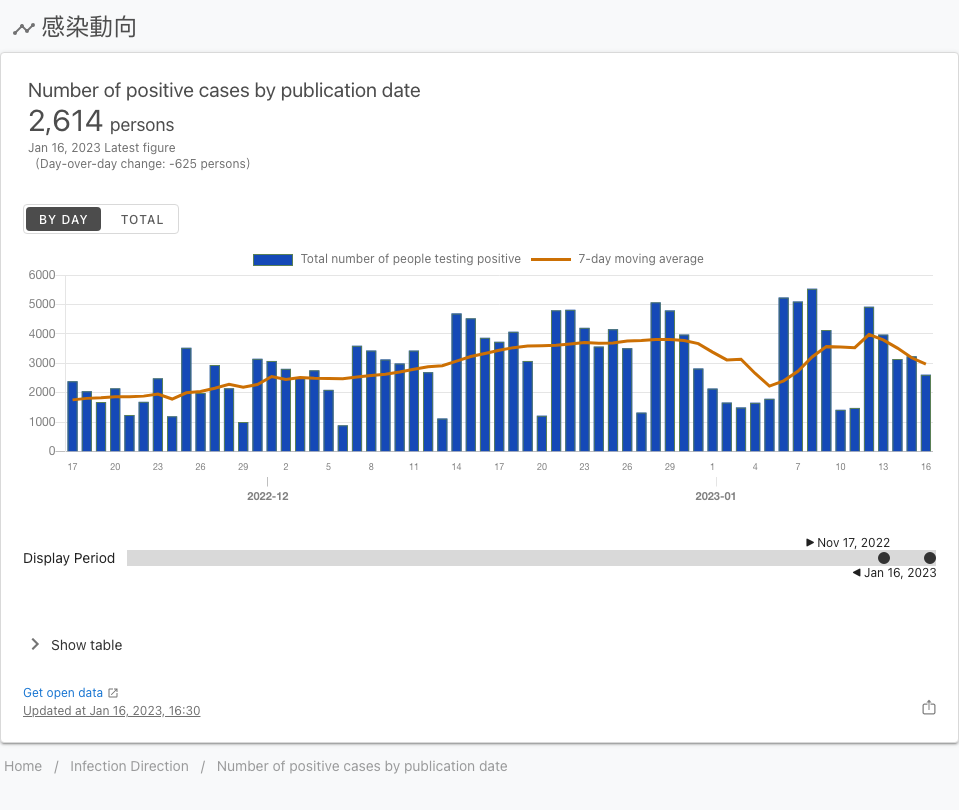 感染動向
Number of positive cases by publication date
2,614 persons
Jan 16, 2023 Latest figure
(Day-over-day change: -625 persons)
BY DAY TOTAL
Total number of people testing positive 7-day moving average
6000
5000
4000
3000
2000
1000
0
17 20 23 26 29 2 5 8 11 14 17 20 23 26 29 1 4 7 10 13 16
2022-12 2023-01
Nov 17, 2022
Display Period
Jan 16, 2023
Show table
Get open data
Updated at Jan 16, 2023, 16:30
Home / Infection Direction / Number of positive cases by publication date